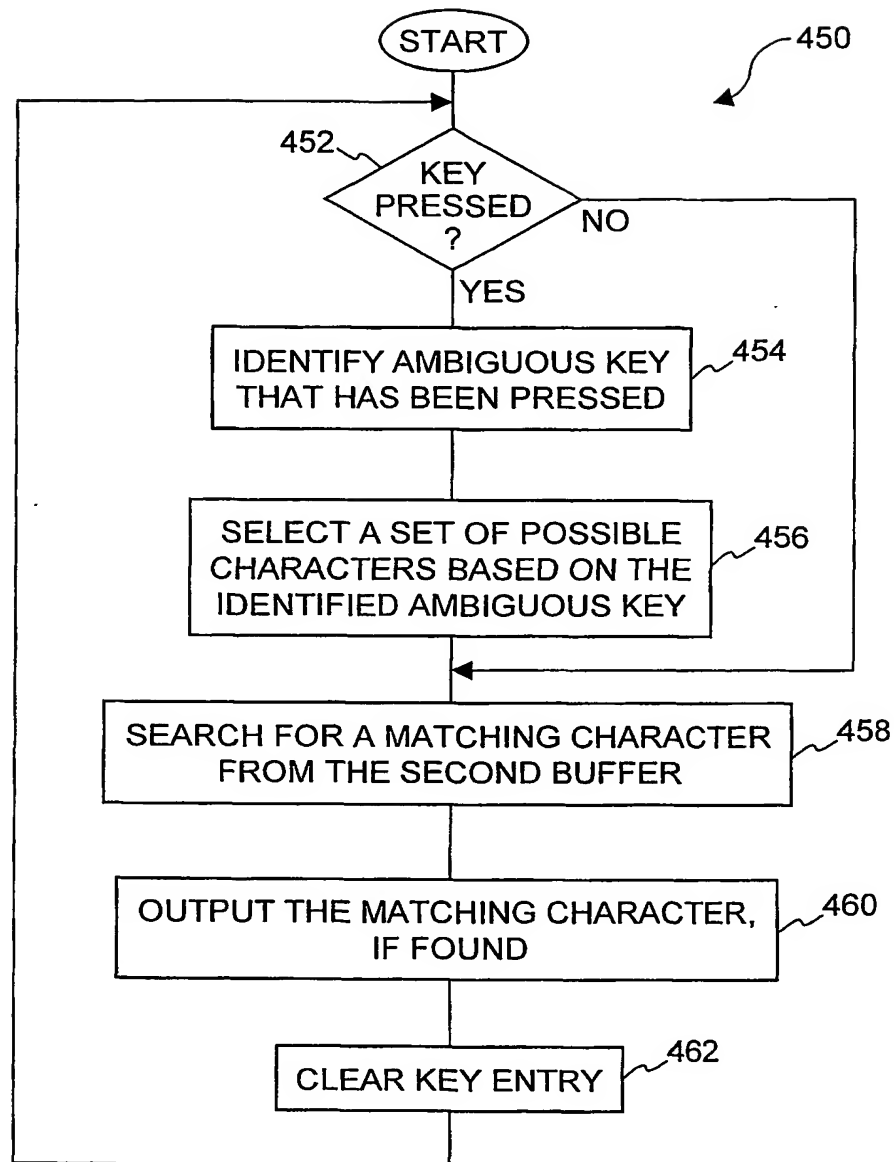 START
450
452
KEY
PRESSED
?
NO
YES
IDENTIFY AMBIGUOUS KEY
THAT HAS BEEN PRESSED
454
SELECT A SET OF POSSIBLE
CHARACTERS BASED ON THE
IDENTIFIED AMBIGUOUS KEY
456
SEARCH FOR A MATCHING CHARACTER
FROM THE SECOND BUFFER
458
OUTPUT THE MATCHING CHARACTER,
IF FOUND
460
CLEAR KEY ENTRY
462